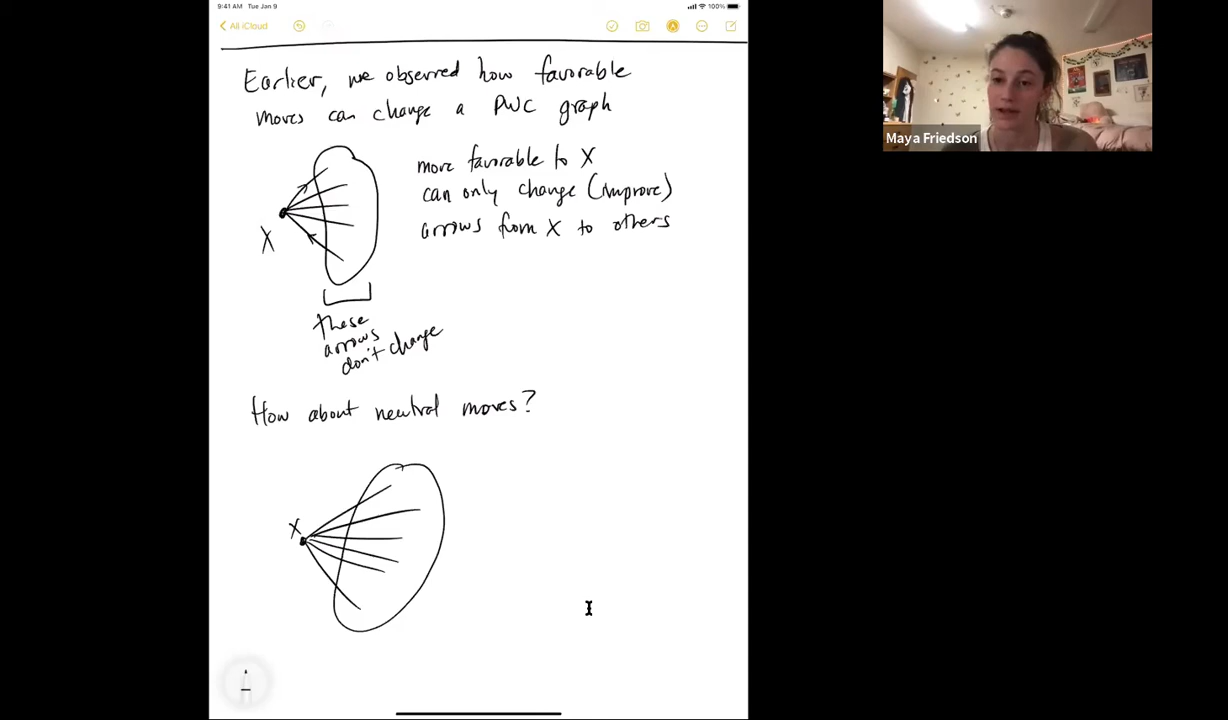 9:41 AM Tue Jan 9
100%
All iCloud
Earlier, we observed how favorable
moves can change a PWC graph
more favorable to X
can only change (improve)
arrows from X to others
X
these
arrows
don't change
How about neutral moves?
X
Maya Friedson